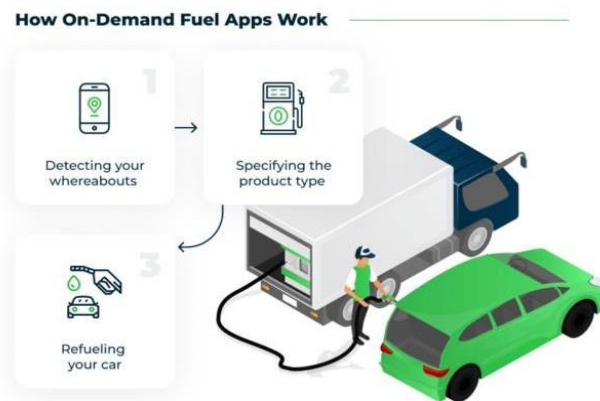 How On-Demand Fuel Apps Work
1
Detecting your
whereabouts
2
Specifying the
product type
3
Refueling
your car